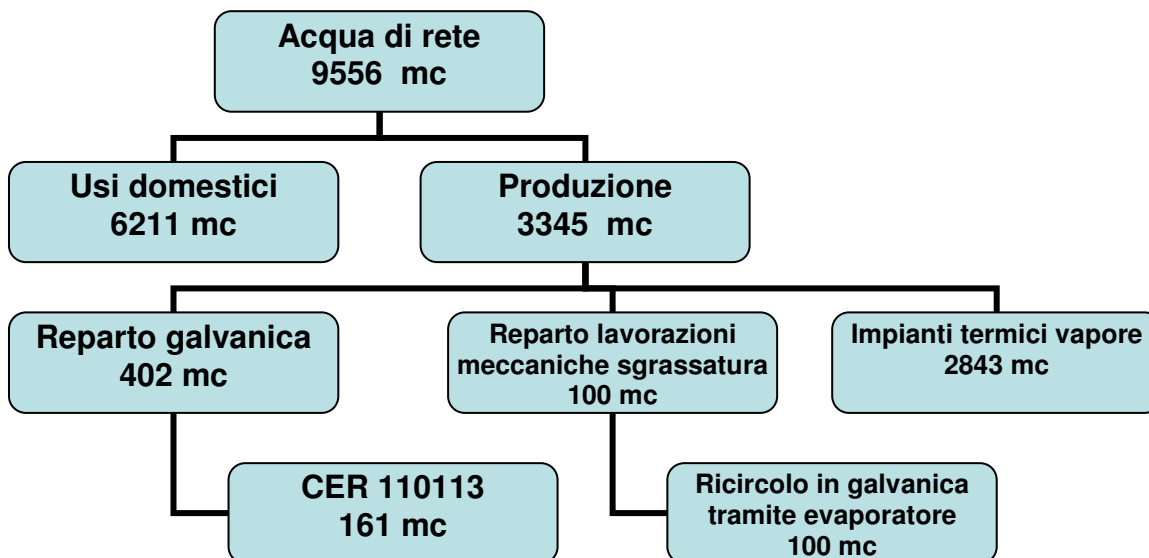 Acqua di rete
9556 mc
Usi domestici
6211 mc
Produzione
3345 mc
Reparto galvanica
402 mc
Reparto lavorazioni
meccaniche sgrassatura
100 mc
Impianti termici vapore
2843 mc
CER 110113
161 mc
Ricircolo in galvanica
tramite evaporatore
100 mc